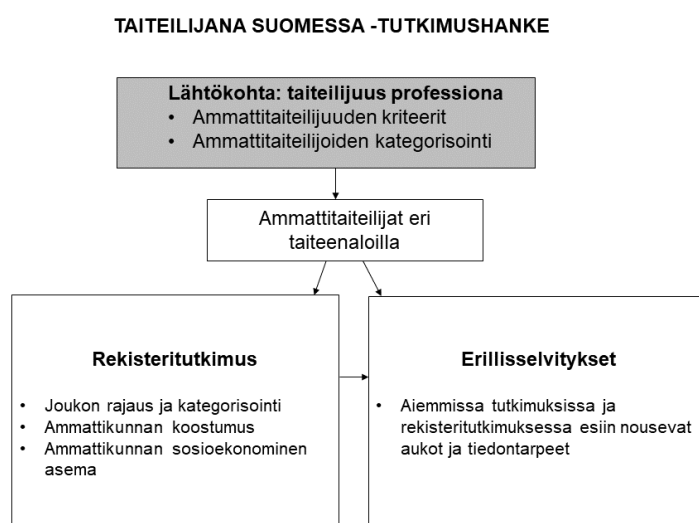 TAITEILIJANA SUOMESSA -TUTKIMUSHANKE
Lähtökohta: taiteilijuus professiona
• Ammattitaiteilijuuden kriteerit
• Ammattitaiteilijoiden kategorisointi
Ammattitaiteilijat eri
taiteenaloilla
Rekisteritutkimus
• Joukon rajaus ja kategorisointi
• Ammattikunnan koostumus
• Ammattikunnan sosioekonominen
asema
Erillisselvitykset
• Aiemmissa tutkimuksissa ja
rekisteritutkimuksessa esiin nousevat
aukot ja tiedontarpeet